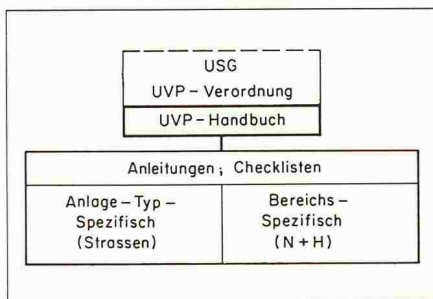 USG
UVP - Verordnung
UVP - Handbuch
Anleitungen ; Checklisten
Anlage - Typ -
Spezifisch
(Strassen)
Bereichs -
Spezifisch
(N + H)